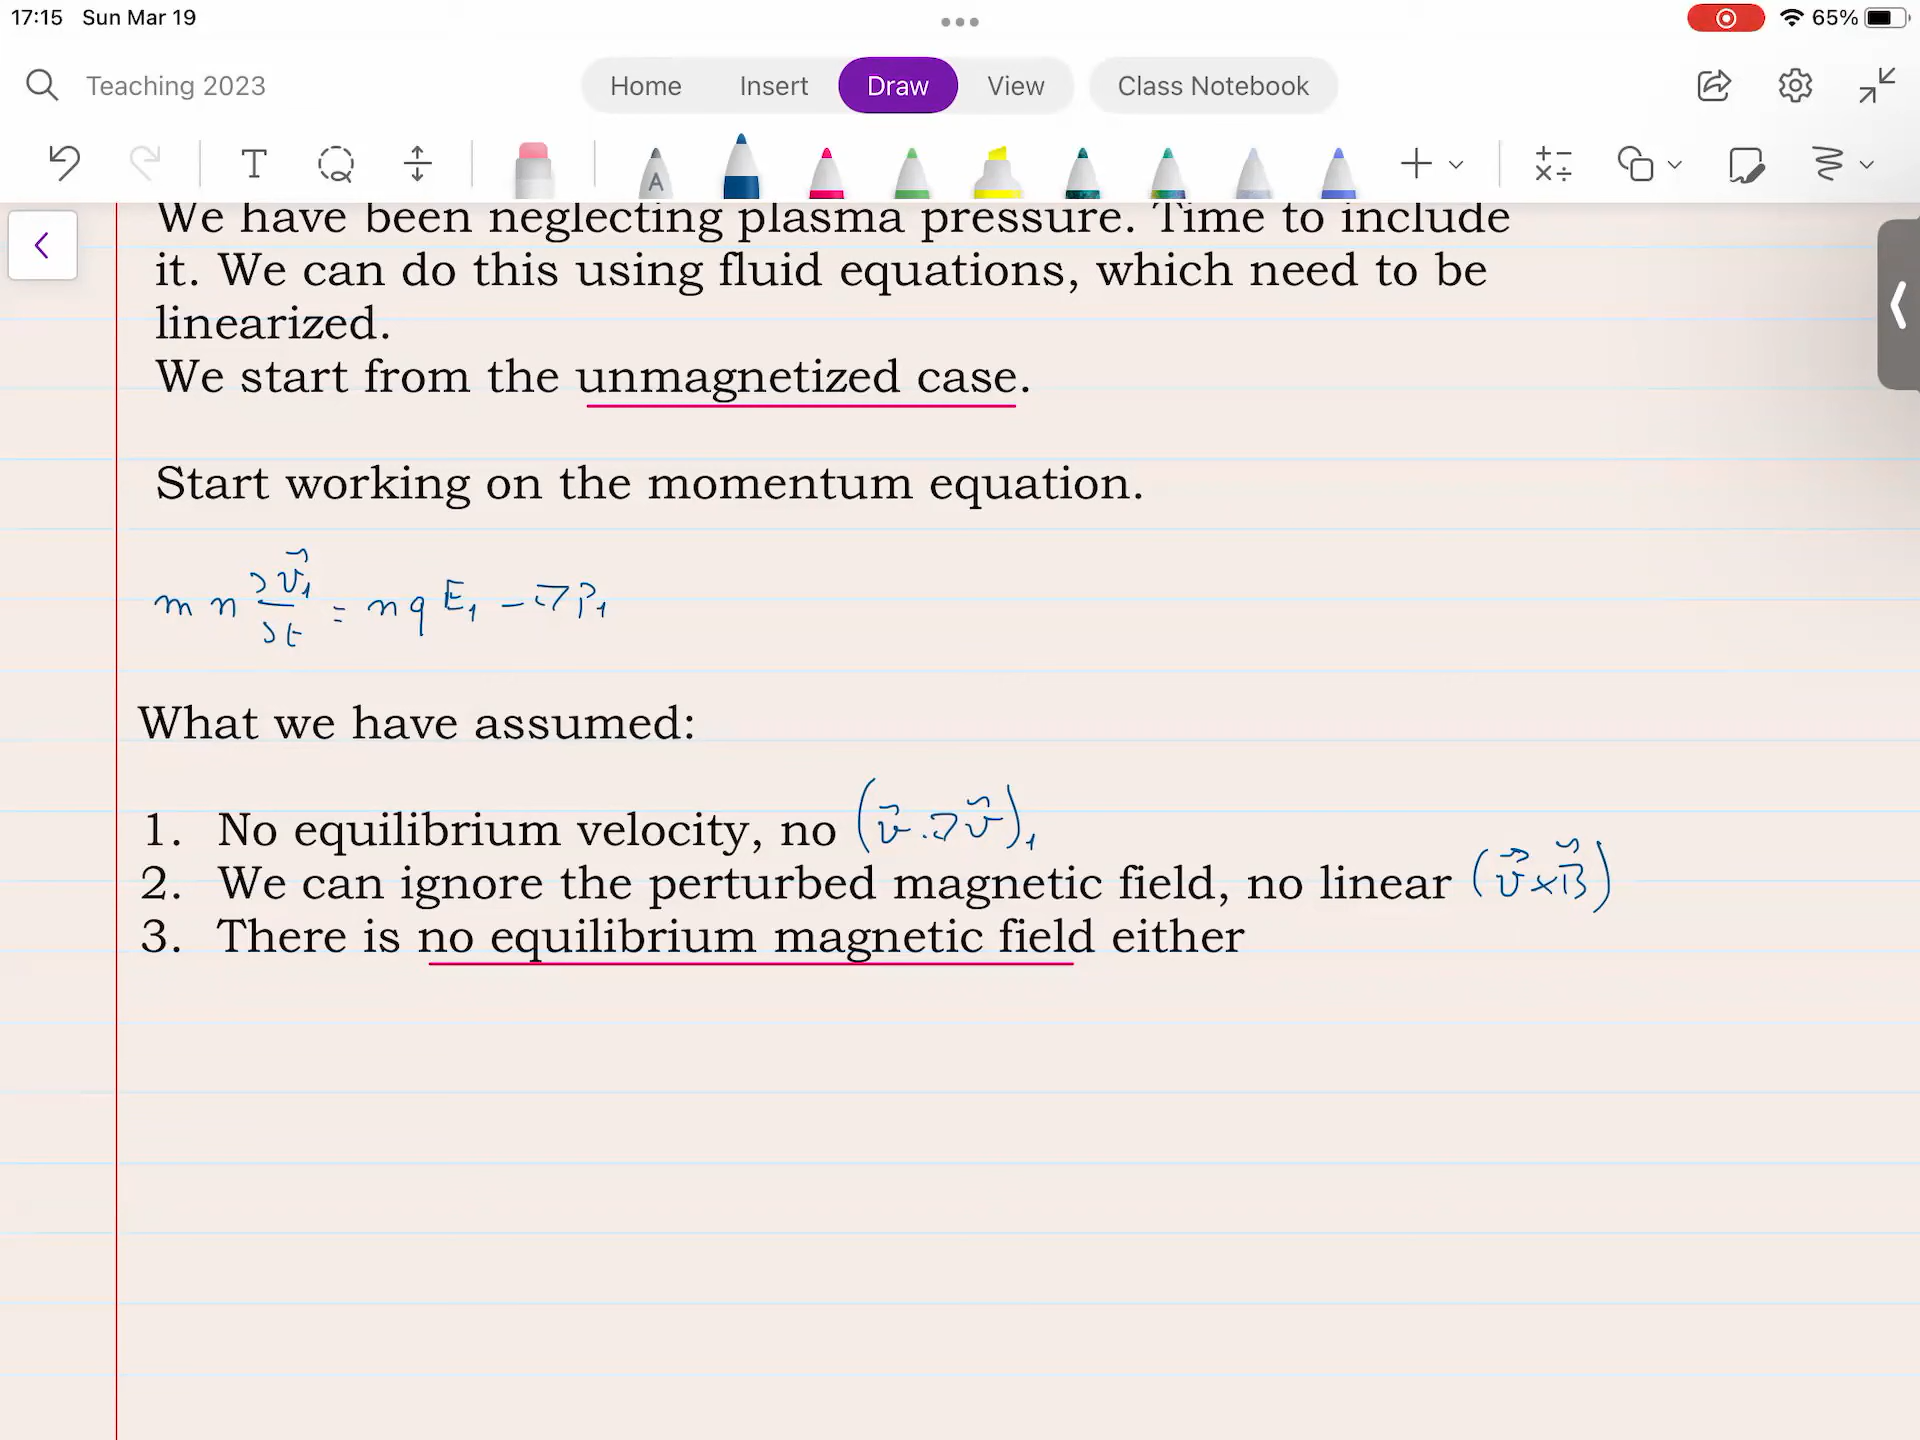 17:15 Sun Mar 19 65%
Teaching 2023 Home Insert Draw View Class Notebook
T A
We have been neglecting plasma pressure. Time to include
it. We can do this using fluid equations, which need to be
linearized.
We start from the unmagnetized case.
Start working on the momentum equation.
m n ∂v⃗₁/∂t = n q E₁ − ∇P₁
What we have assumed:
1. No equilibrium velocity, no (v⃗ · ∇v⃗)₁
2. We can ignore the perturbed magnetic field, no linear (v⃗ × B⃗)
3. There is no equilibrium magnetic field either